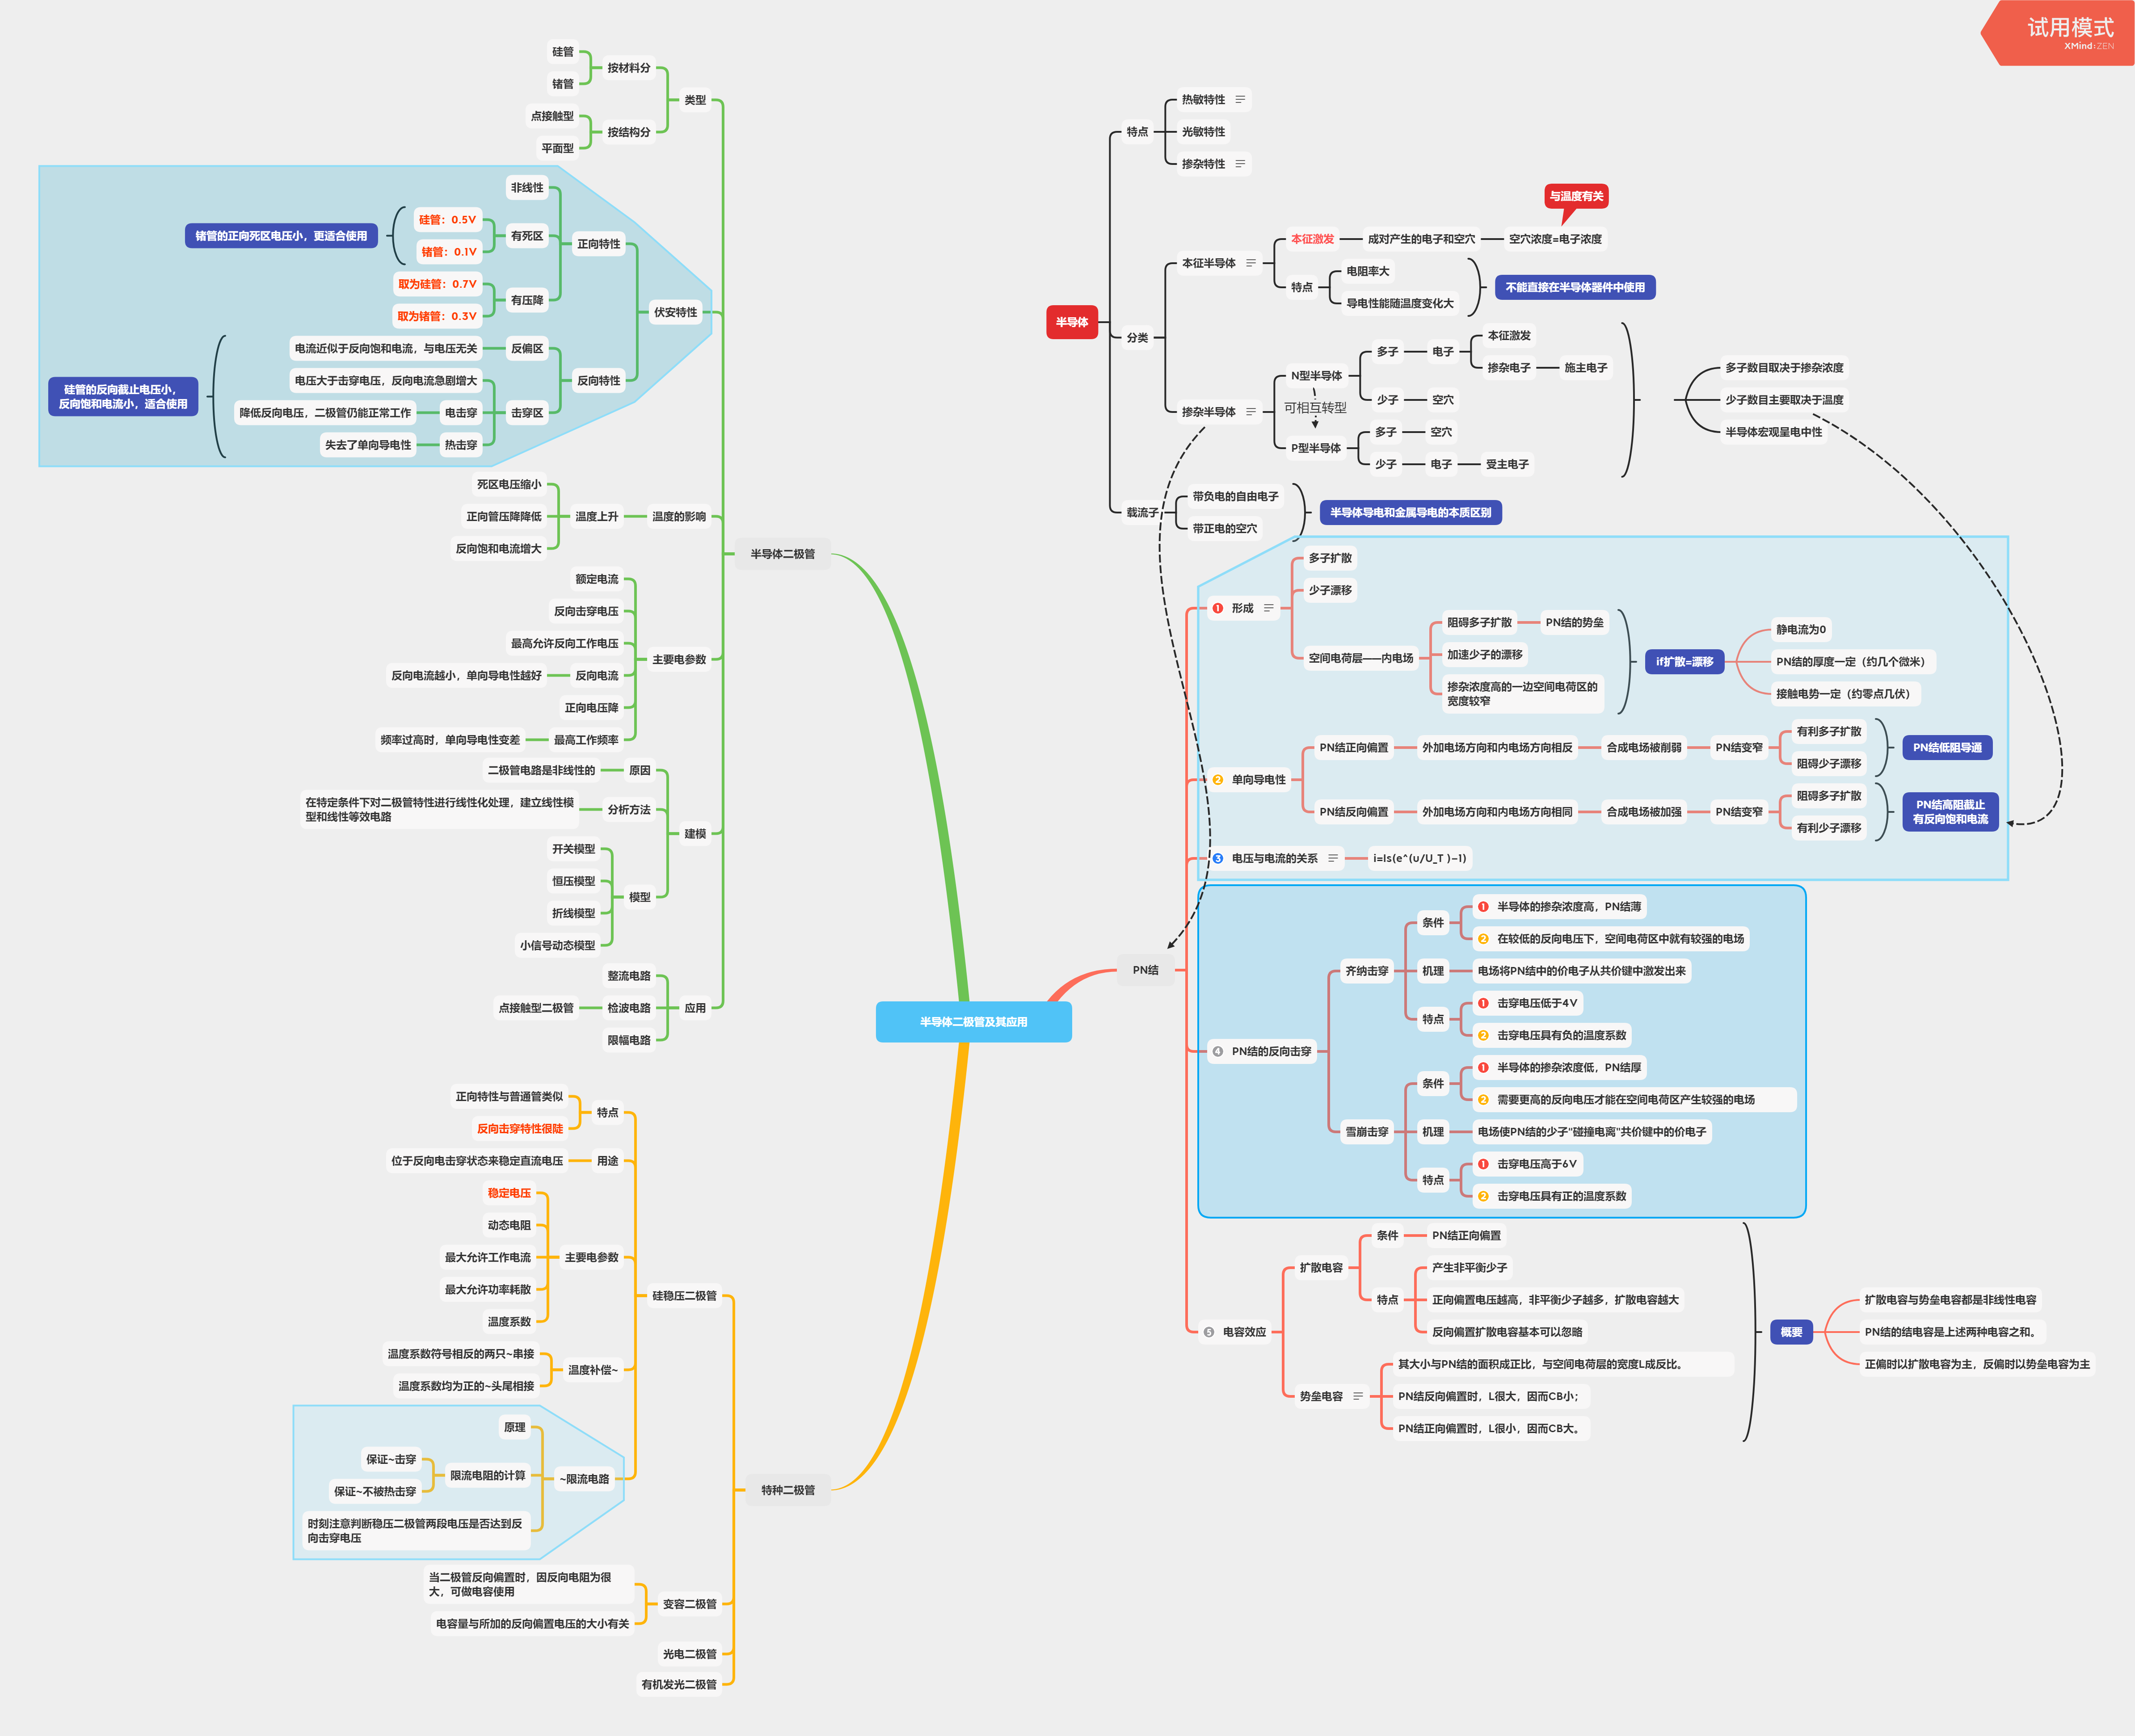 试用模式
XMind:ZEN
半导体二极管及其应用
半导体
特点
热敏特性
光敏特性
掺杂特性
分类
本征半导体
本征激发
成对产生的电子和空穴
空穴浓度=电子浓度
与温度有关
特点
电阻率大
导电性能随温度变化大
不能直接在半导体器件中使用
掺杂半导体
N型半导体
多子
电子
本征激发
掺杂电子
施主电子
少子
空穴
可相互转型
P型半导体
多子
空穴
少子
电子
受主电子
多子数目取决于掺杂浓度
少子数目主要取决于温度
半导体宏观呈电中性
载流子
带负电的自由电子
带正电的空穴
半导体导电和金属导电的本质区别
PN结
1 形成
多子扩散
少子漂移
空间电荷层——内电场
阻碍多子扩散
PN结的势垒
加速少子的漂移
掺杂浓度高的一边空间电荷区的
宽度较窄
if扩散=漂移
静电流为0
PN结的厚度一定（约几个微米）
接触电势一定（约零点几伏）
2 单向导电性
PN结正向偏置
外加电场方向和内电场方向相反
合成电场被削弱
PN结变窄
有利多子扩散
阻碍少子漂移
PN结低阻导通
PN结反向偏置
外加电场方向和内电场方向相同
合成电场被加强
PN结变窄
阻碍多子扩散
有利少子漂移
PN结高阻截止
有反向饱和电流
3 电压与电流的关系
i=Is(e^(u/U_T )-1)
4 PN结的反向击穿
齐纳击穿
条件
1 半导体的掺杂浓度高，PN结薄
2 在较低的反向电压下，空间电荷区中就有较强的电场
机理
电场将PN结中的价电子从共价键中激发出来
特点
1 击穿电压低于4V
2 击穿电压具有负的温度系数
雪崩击穿
条件
1 半导体的掺杂浓度低，PN结厚
2 需要更高的反向电压才能在空间电荷区产生较强的电场
机理
电场使PN结的少子"碰撞电离"共价键中的价电子
特点
1 击穿电压高于6V
2 击穿电压具有正的温度系数
5 电容效应
扩散电容
条件
PN结正向偏置
特点
产生非平衡少子
正向偏置电压越高，非平衡少子越多，扩散电容越大
反向偏置扩散电容基本可以忽略
势垒电容
其大小与PN结的面积成正比，与空间电荷层的宽度L成反比。
PN结反向偏置时，L很大，因而CB小；
PN结正向偏置时，L很小，因而CB大。
概要
扩散电容与势垒电容都是非线性电容
PN结的结电容是上述两种电容之和。
正偏时以扩散电容为主，反偏时以势垒电容为主
半导体二极管
类型
按材料分
硅管
锗管
按结构分
点接触型
平面型
伏安特性
正向特性
非线性
有死区
硅管：0.5V
锗管：0.1V
锗管的正向死区电压小，更适合使用
有压降
取为硅管：0.7V
取为锗管：0.3V
反向特性
反偏区
电流近似于反向饱和电流，与电压无关
击穿区
电压大于击穿电压，反向电流急剧增大
电击穿
降低反向电压，二极管仍能正常工作
热击穿
失去了单向导电性
硅管的反向截止电压小，
反向饱和电流小，适合使用
温度的影响
温度上升
死区电压缩小
正向管压降降低
反向饱和电流增大
主要电参数
额定电流
反向击穿电压
最高允许反向工作电压
反向电流
反向电流越小，单向导电性越好
正向电压降
最高工作频率
频率过高时，单向导电性变差
建模
原因
二极管电路是非线性的
分析方法
在特定条件下对二极管特性进行线性化处理，建立线性模
型和线性等效电路
模型
开关模型
恒压模型
折线模型
小信号动态模型
应用
整流电路
检波电路
点接触型二极管
限幅电路
特种二极管
硅稳压二极管
特点
正向特性与普通管类似
反向击穿特性很陡
用途
位于反向电击穿状态来稳定直流电压
主要电参数
稳定电压
动态电阻
最大允许工作电流
最大允许功率耗散
温度系数
温度补偿~
温度系数符号相反的两只~串接
温度系数均为正的~头尾相接
~限流电路
原理
限流电阻的计算
保证~击穿
保证~不被热击穿
时刻注意判断稳压二极管两段电压是否达到反
向击穿电压
变容二极管
当二极管反向偏置时，因反向电阻为很
大，可做电容使用
电容量与所加的反向偏置电压的大小有关
光电二极管
有机发光二极管